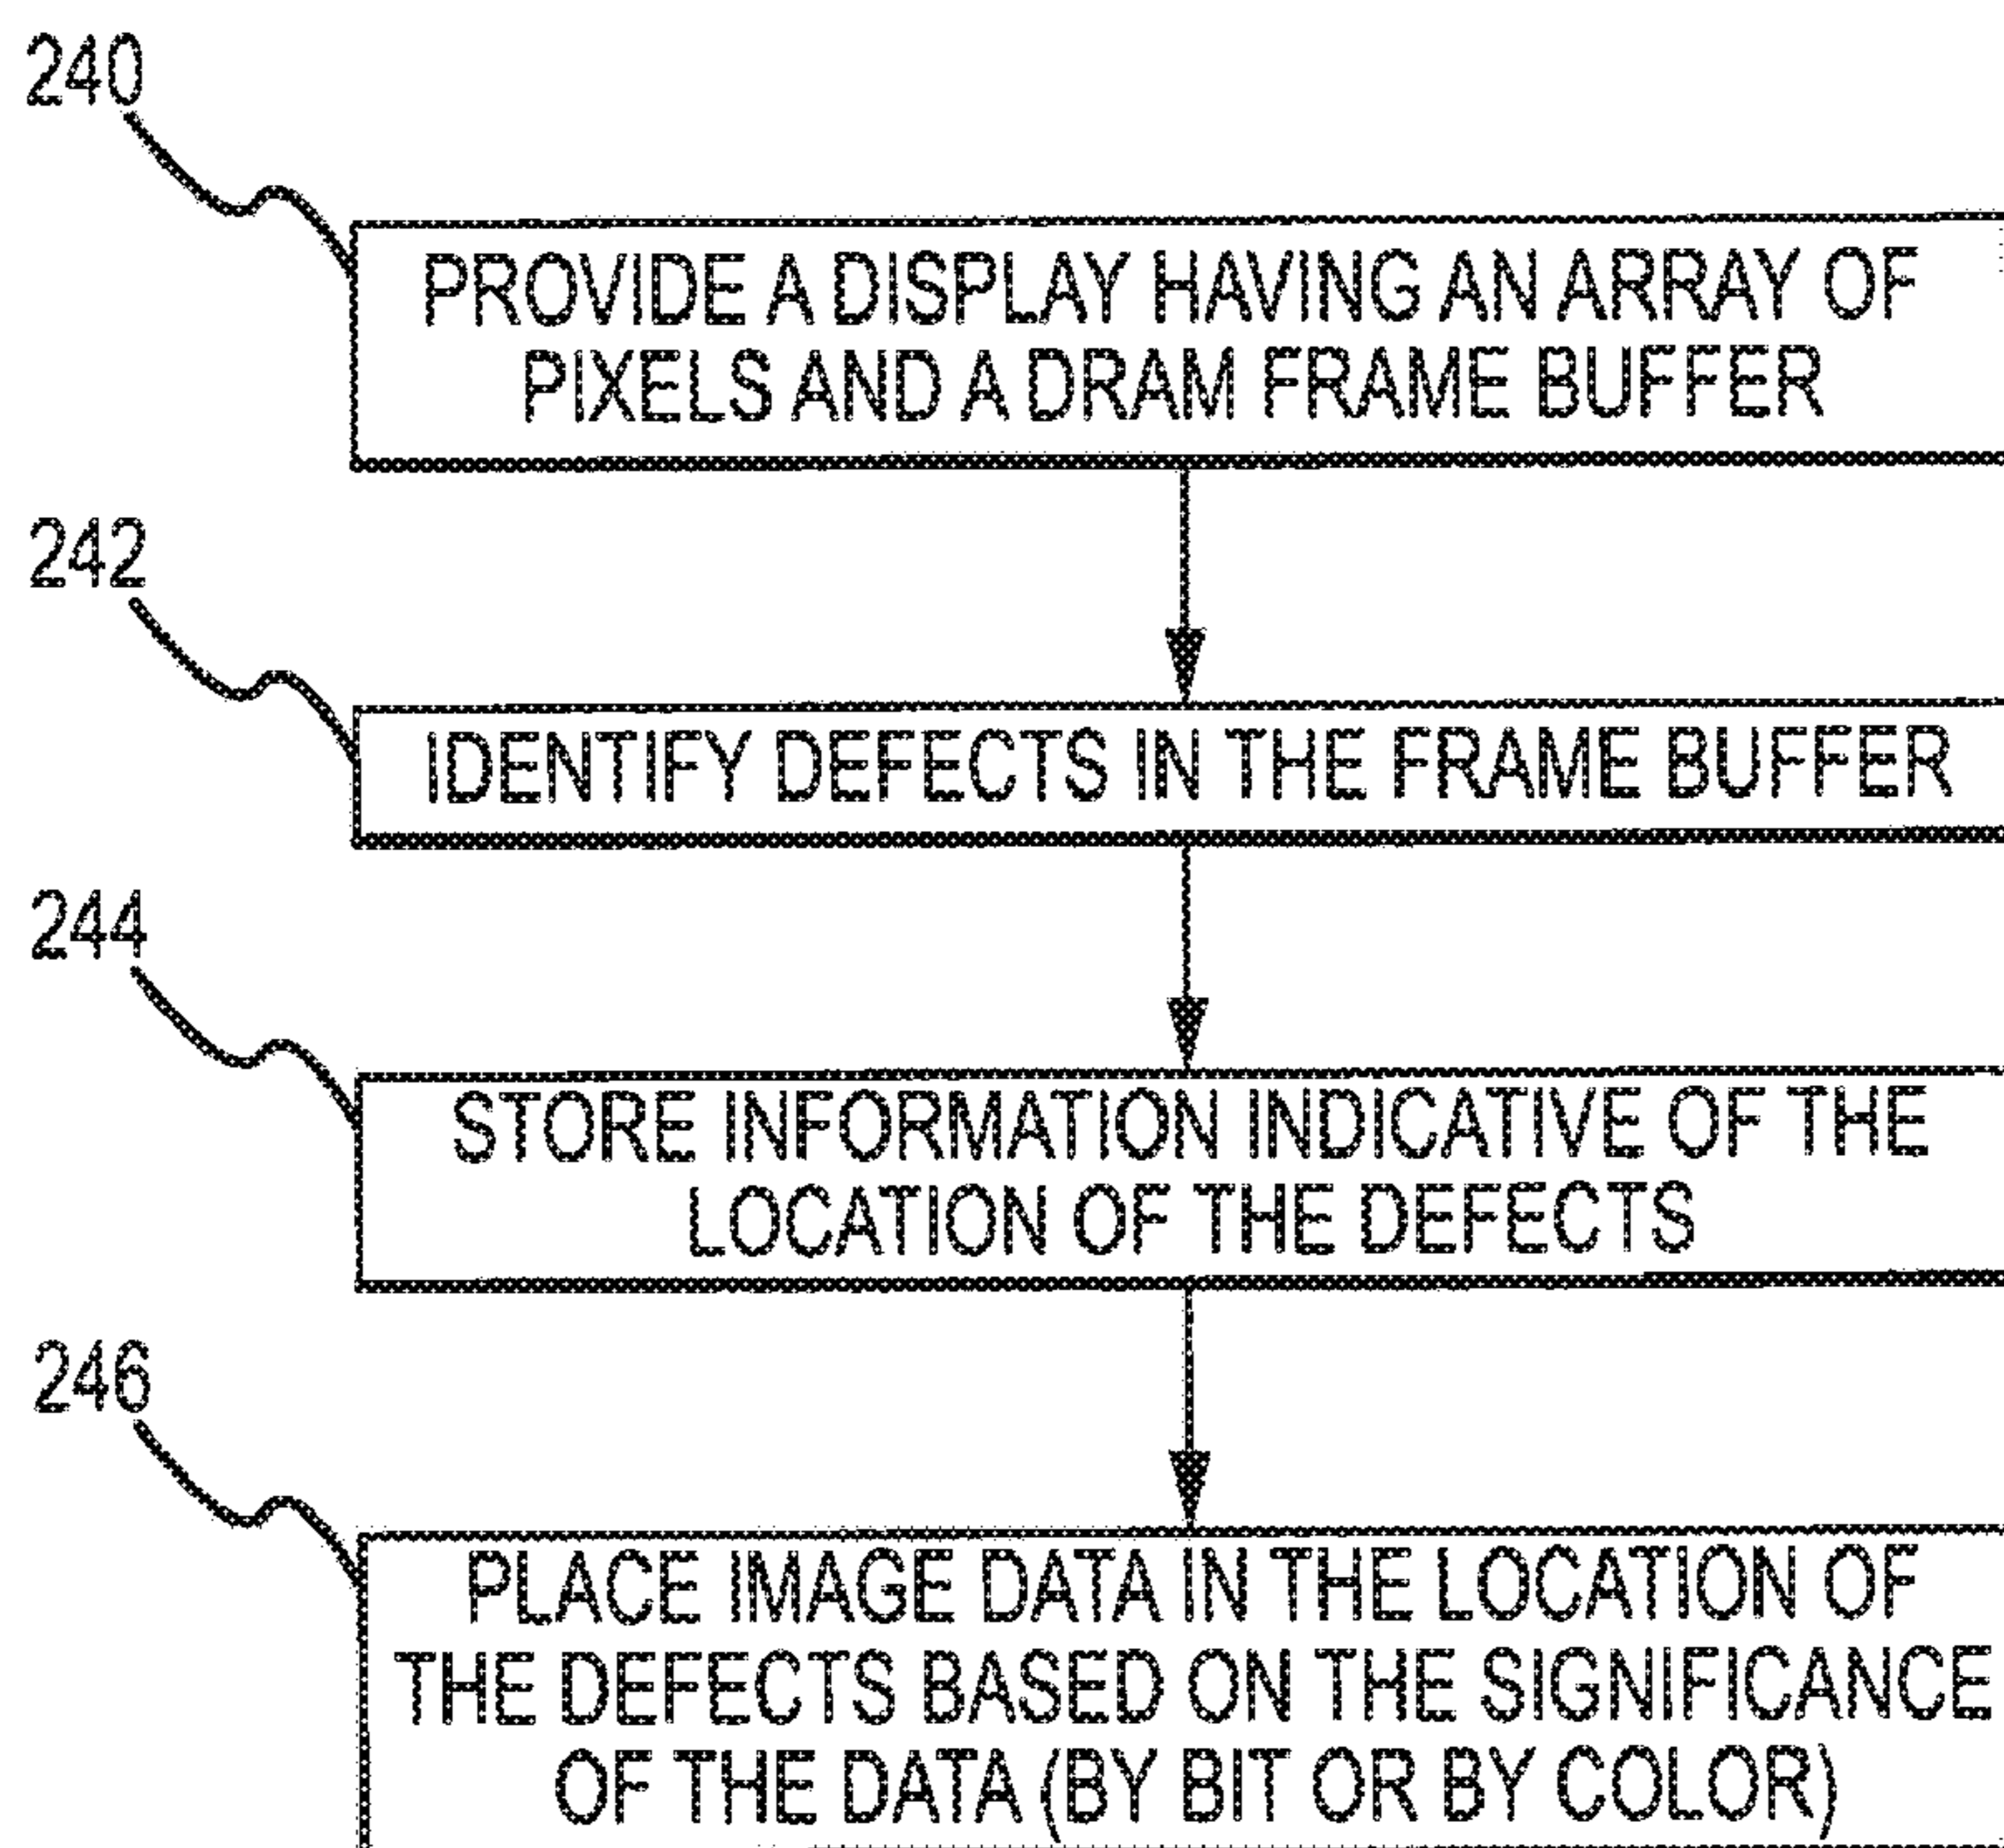 240
PROVIDE A DISPLAY HAVING AN ARRAY OF
PIXELS AND A DRAM FRAME BUFFER
242
IDENTIFY DEFECTS IN THE FRAME BUFFER
244
STORE INFORMATION INDICATIVE OF THE
LOCATION OF THE DEFECTS
246
PLACE IMAGE DATA IN THE LOCATION OF
THE DEFECTS BASED ON THE SIGNIFICANCE
OF THE DATA (BY BIT OR BY COLOR)